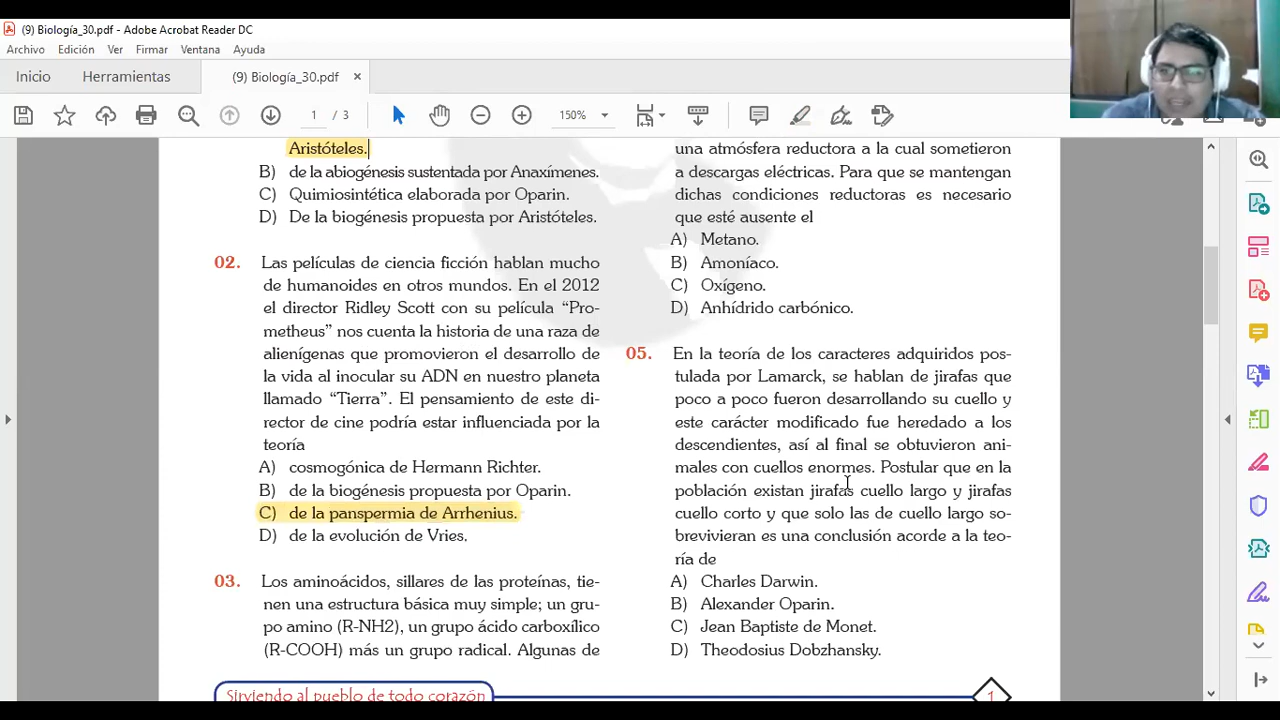 (9) Biología_30.pdf - Adobe Acrobat Reader DC
Archivo Edición Ver Firmar Ventana Ayuda
Inicio Herramientas (9) Biología_30.pdf ×
1 / 3 150%
Aristóteles.
B) de la abiogénesis sustentada por Anaxímenes.
C) Quimiosintética elaborada por Oparin.
D) De la biogénesis propuesta por Aristóteles.
02. Las películas de ciencia ficción hablan mucho
de humanoides en otros mundos. En el 2012
el director Ridley Scott con su película “Pro-
metheus” nos cuenta la historia de una raza de
alienígenas que promovieron el desarrollo de
la vida al inocular su ADN en nuestro planeta
llamado “Tierra”. El pensamiento de este di-
rector de cine podría estar influenciada por la
teoría
A) cosmogónica de Hermann Richter.
B) de la biogénesis propuesta por Oparin.
C) de la panspermia de Arrhenius.
D) de la evolución de Vries.
03. Los aminoácidos, sillares de las proteínas, tie-
nen una estructura básica muy simple; un gru-
po amino (R-NH2), un grupo ácido carboxílico
(R-COOH) más un grupo radical. Algunas de
una atmósfera reductora a la cual sometieron
a descargas eléctricas. Para que se mantengan
dichas condiciones reductoras es necesario
que esté ausente el
A) Metano.
B) Amoníaco.
C) Oxígeno.
D) Anhídrido carbónico.
05. En la teoría de los caracteres adquiridos pos-
tulada por Lamarck, se hablan de jirafas que
poco a poco fueron desarrollando su cuello y
este carácter modificado fue heredado a los
descendientes, así al final se obtuvieron ani-
males con cuellos enormes. Postular que en la
población existan jirafas cuello largo y jirafas
cuello corto y que solo las de cuello largo so-
brevivieran es una conclusión acorde a la teo-
ría de
A) Charles Darwin.
B) Alexander Oparin.
C) Jean Baptiste de Monet.
D) Theodosius Dobzhansky.
Sirviendo al pueblo de todo corazón 1